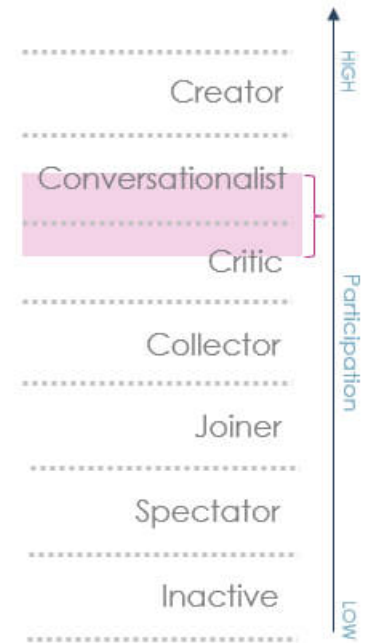 HIGH
Creator
Conversationalist
Critic
Participation
Collector
Joiner
Spectator
Inactive
LOW